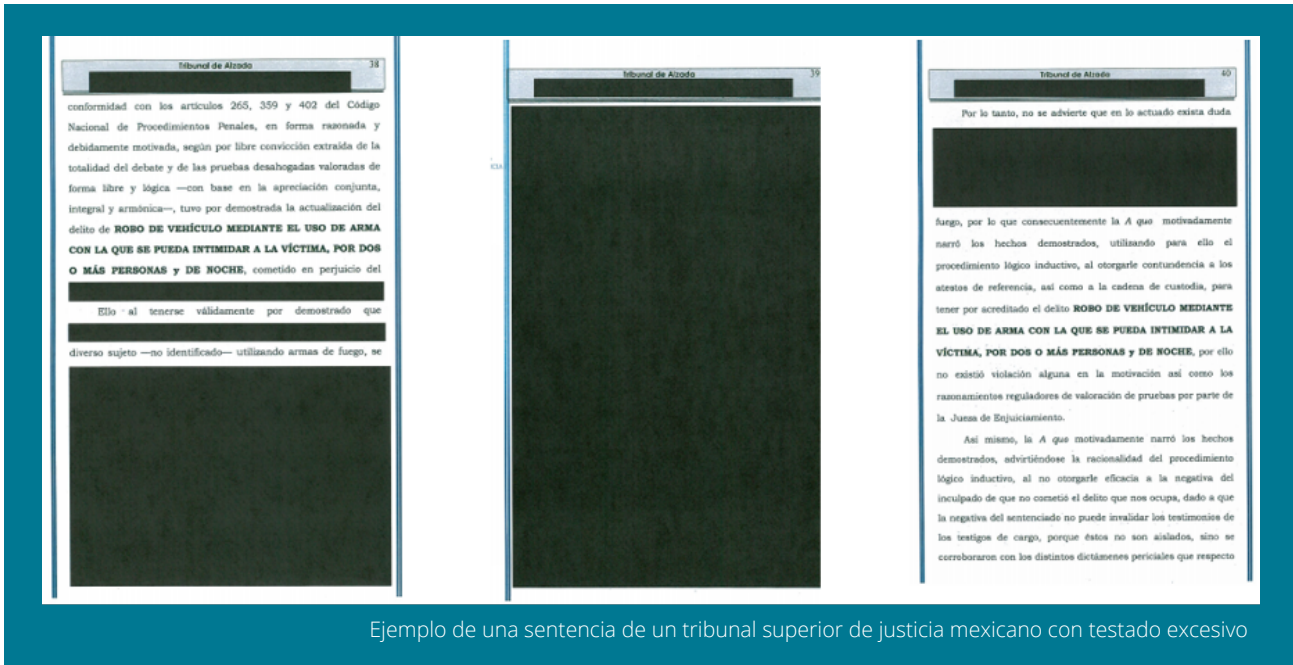 Tribunal de Alzada 38
conformidad con los artículos 265, 359 y 402 del Código
Nacional de Procedimientos Penales, en forma razonada y
debidamente motivada, según por libre convicción extraída de la
totalidad del debate y de las pruebas desahogadas valoradas de
forma libre y lógica —con base en la apreciación conjunta,
integral y armónica—, tuvo por demostrada la actualización del
delito de ROBO DE VEHÍCULO MEDIANTE EL USO DE ARMA
CON LA QUE SE PUEDA INTIMIDAR A LA VÍCTIMA, POR DOS
O MÁS PERSONAS y DE NOCHE, cometido en perjuicio del
Ello al tenerse válidamente por demostrado que
diverso sujeto —no identificado— utilizando armas de fuego, se
Tribunal de Alzada 39
Tribunal de Alzada 40
Por lo tanto, no se advierte que en lo actuado exista duda
fuego, por lo que consecuentemente la A quo motivadamente
narró los hechos demostrados, utilizando para ello el
procedimiento lógico inductivo, al otorgarle contundencia a los
atestos de referencia, así como a la cadena de custodia, para
tener por acreditado el delito ROBO DE VEHÍCULO MEDIANTE
EL USO DE ARMA CON LA QUE SE PUEDA INTIMIDAR A LA
VÍCTIMA, POR DOS O MÁS PERSONAS y DE NOCHE, por ello
no existió violación alguna en la motivación así como los
razonamientos reguladores de valoración de pruebas por parte de
la Jueza de Enjuiciamiento.
Así mismo, la A quo motivadamente narró los hechos
demostrados, advirtiéndose la racionalidad del procedimiento
lógico inductivo, al no otorgarle eficacia a la negativa del
inculpado de que no cometió el delito que nos ocupa, dado a que
la negativa del sentenciado no puede invalidar los testimonios de
los testigos de cargo, porque éstos no son aislados, sino se
corroboraron con los distintos dictámenes periciales que respecto
Ejemplo de una sentencia de un tribunal superior de justicia mexicano con testado excesivo